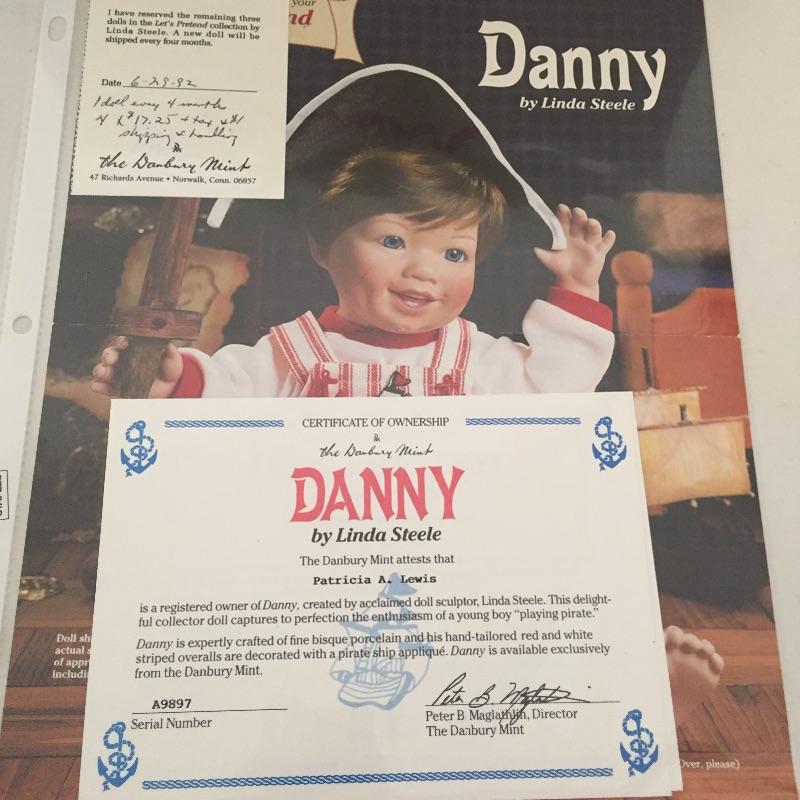 your
nd
I have reserved the remaining three
dolls in the Let's Pretend collection by
Linda Steele. A new doll will be
shipped every four months.
Date 6-29-92
1 doll every 4 months
$17.25 + tax + $1
shipping + handling
the Danbury Mint
47 Richards Avenue • Norwalk, Conn. 06857
Danny
by Linda Steele
CERTIFICATE OF OWNERSHIP
the Danbury Mint
DANNY
by Linda Steele
The Danbury Mint attests that
Patricia A. Lewis
is a registered owner of Danny, created by acclaimed doll sculptor, Linda Steele. This delight-
ful collector doll captures to perfection the enthusiasm of a young boy "playing pirate."
Danny is expertly crafted of fine bisque porcelain and his hand-tailored red and white
striped overalls are decorated with a pirate ship appliqué. Danny is available exclusively
from the Danbury Mint.
A9897
Serial Number
Peter B. Maglathlin
Peter B Maglathlin, Director
The Danbury Mint
Doll sh
actual s
of appr
includi
Over, please)